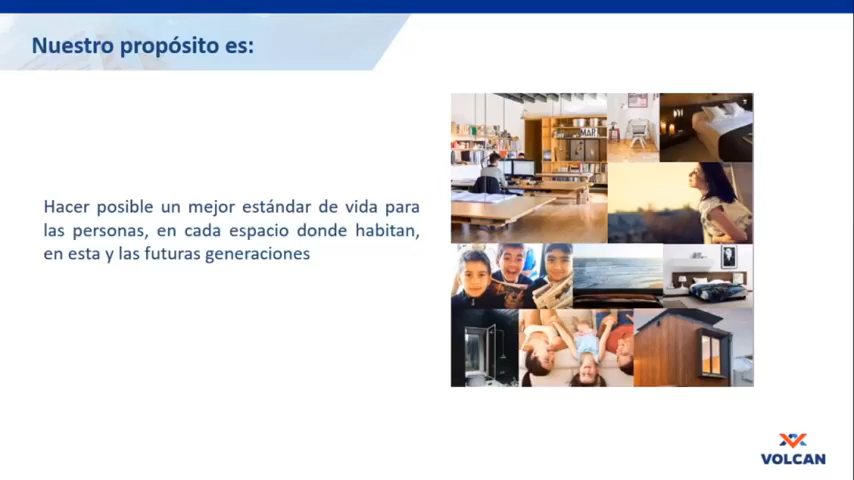 Nuestro propósito es:
Hacer posible un mejor estándar de vida para
las personas, en cada espacio donde habitan,
en esta y las futuras generaciones
MAR
VOLCAN